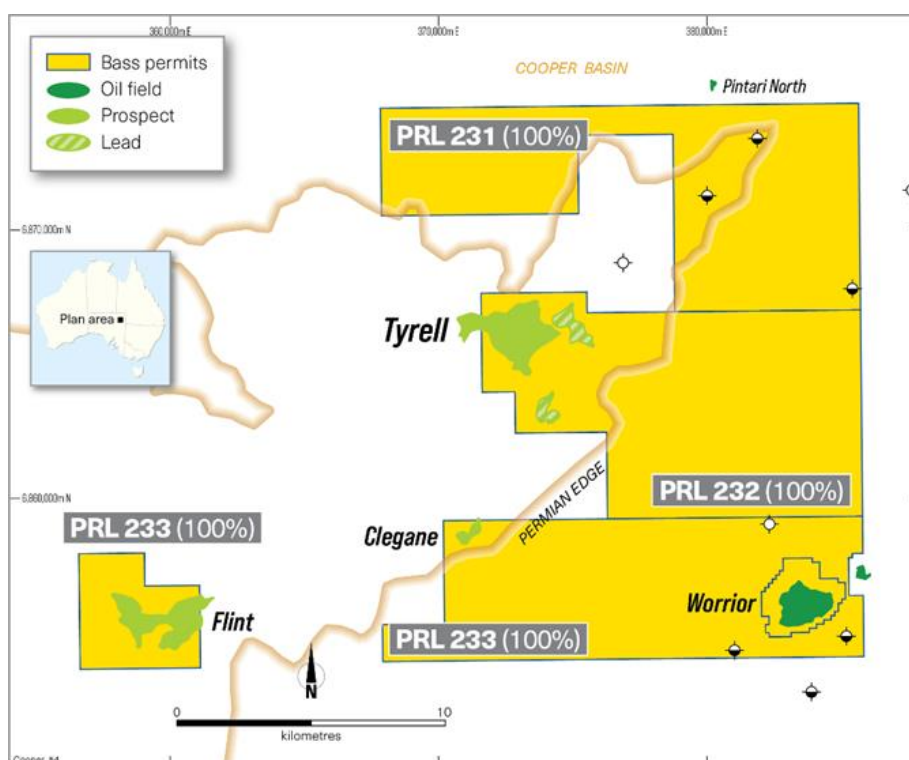 360,000m E
370,000m E
380,000m E
Bass permits
Oil field
Prospect
Lead
COOPER BASIN
Pintari North
PRL 231 (100%)
6,870,000m N
Plan area
Tyrell
6,860,000m N
PERMIAN EDGE
PRL 232 (100%)
PRL 233 (100%)
Clegane
Flint
Worrior
PRL 233 (100%)
N
0
10
kilometres